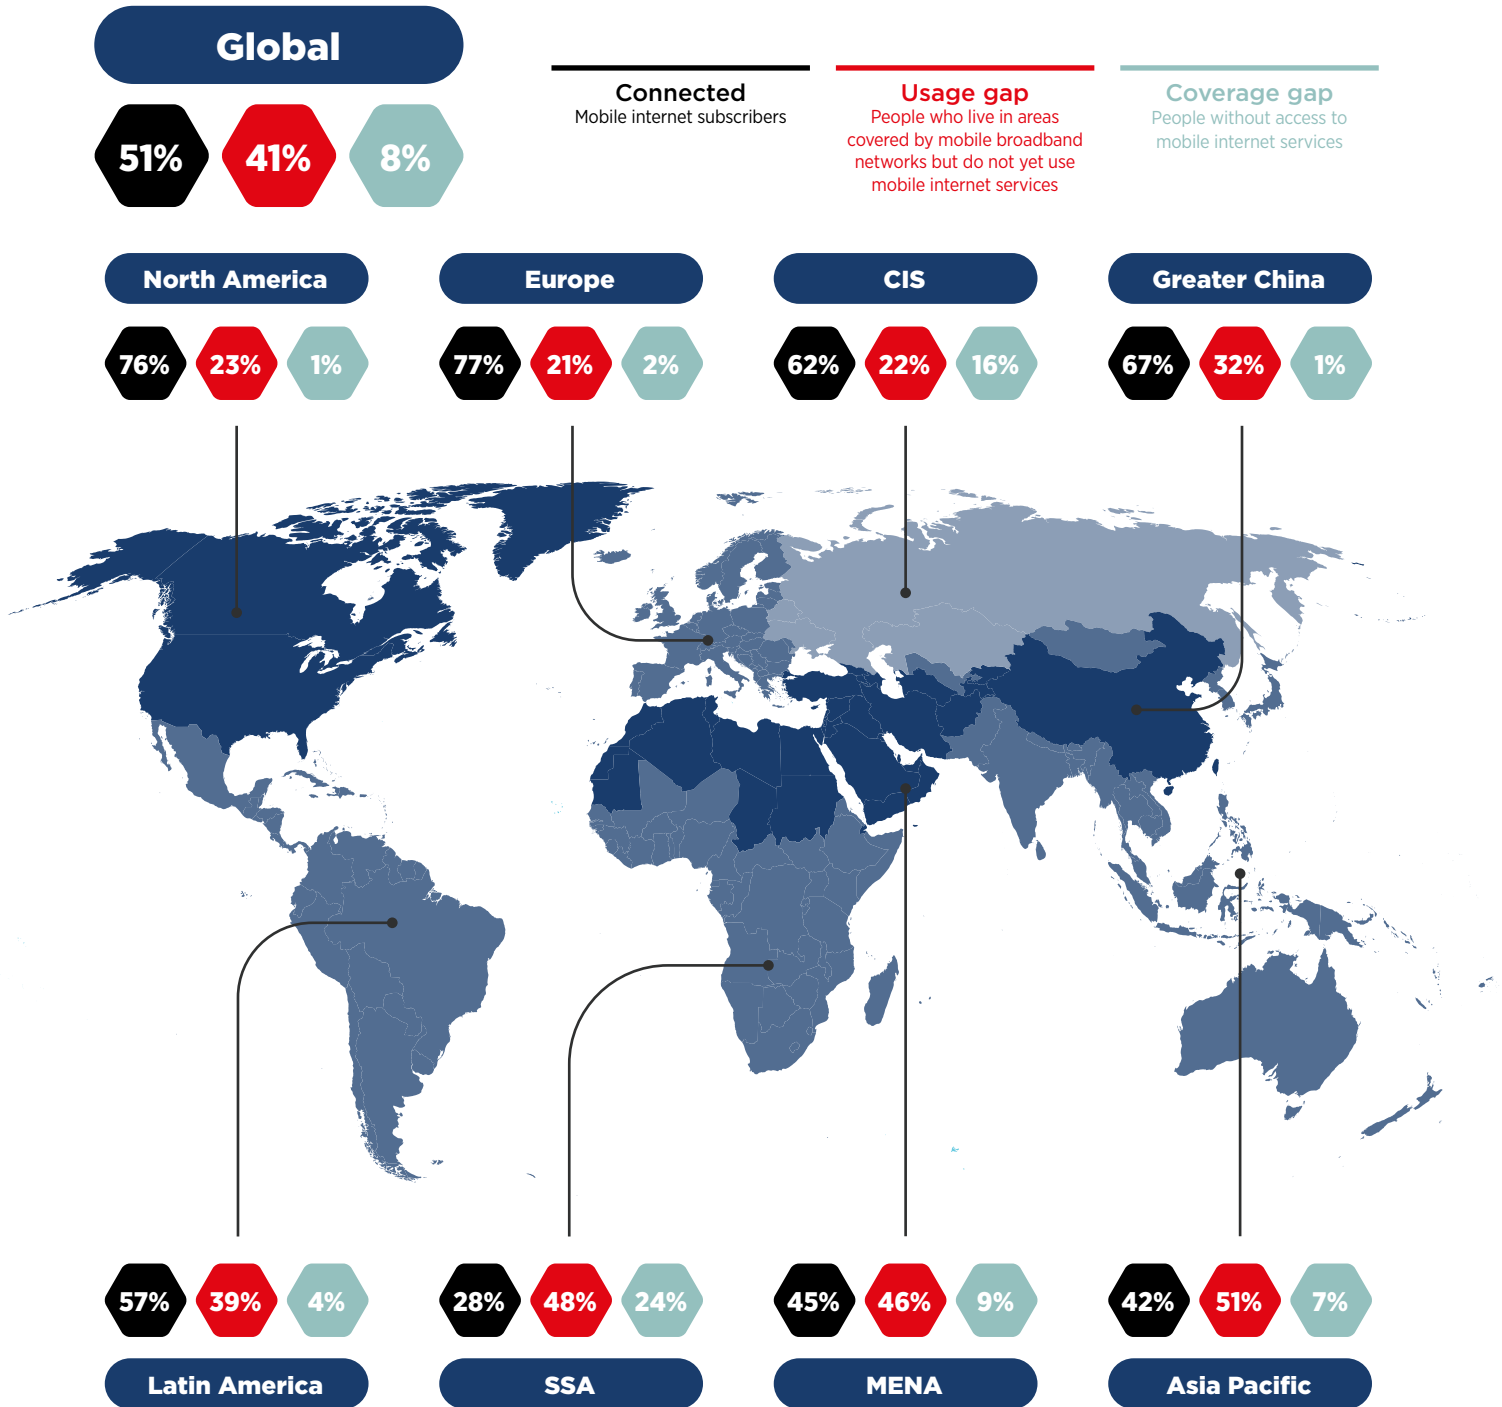 Global
51% 41% 8%
Connected
Mobile internet subscribers
Usage gap
People who live in areas
covered by mobile broadband
networks but do not yet use
mobile internet services
Coverage gap
People without access to
mobile internet services
North America
76% 23% 1%
Europe
77% 21% 2%
CIS
62% 22% 16%
Greater China
67% 32% 1%
57% 39% 4%
Latin America
28% 48% 24%
SSA
45% 46% 9%
MENA
42% 51% 7%
Asia Pacific